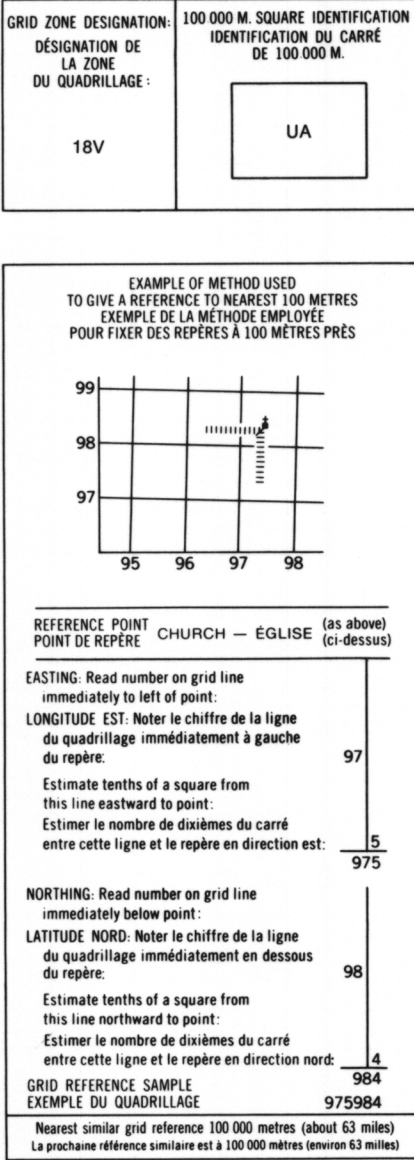 GRID ZONE DESIGNATION:
DÉSIGNATION DE
LA ZONE
DU QUADRILLAGE :
18V
100 000 M. SQUARE IDENTIFICATION
IDENTIFICATION DU CARRÉ
DE 100 000 M.
UA
EXAMPLE OF METHOD USED
TO GIVE A REFERENCE TO NEAREST 100 METRES
EXEMPLE DE LA MÉTHODE EMPLOYÉE
POUR FIXER DES REPÈRES À 100 MÈTRES PRÈS
99
98
97
95 96 97 98
REFERENCE POINT
POINT DE REPÈRE
CHURCH — ÉGLISE
(as above)
(ci-dessus)
EASTING: Read number on grid line
immediately to left of point:
LONGITUDE EST: Noter le chiffre de la ligne
du quadrillage immédiatement à gauche
du repère: 97
Estimate tenths of a square from
this line eastward to point:
Estimer le nombre de dixièmes du carré
entre cette ligne et le repère en direction est: 5
975
NORTHING: Read number on grid line
immediately below point:
LATITUDE NORD: Noter le chiffre de la ligne
du quadrillage immédiatement en dessous
du repère: 98
Estimate tenths of a square from
this line northward to point:
Estimer le nombre de dixièmes du carré
entre cette ligne et le repère en direction nord: 4
984
GRID REFERENCE SAMPLE
EXEMPLE DU QUADRILLAGE 975984
Nearest similar grid reference 100 000 metres (about 63 miles)
La prochaine référence similaire est à 100 000 mètres (environ 63 milles)